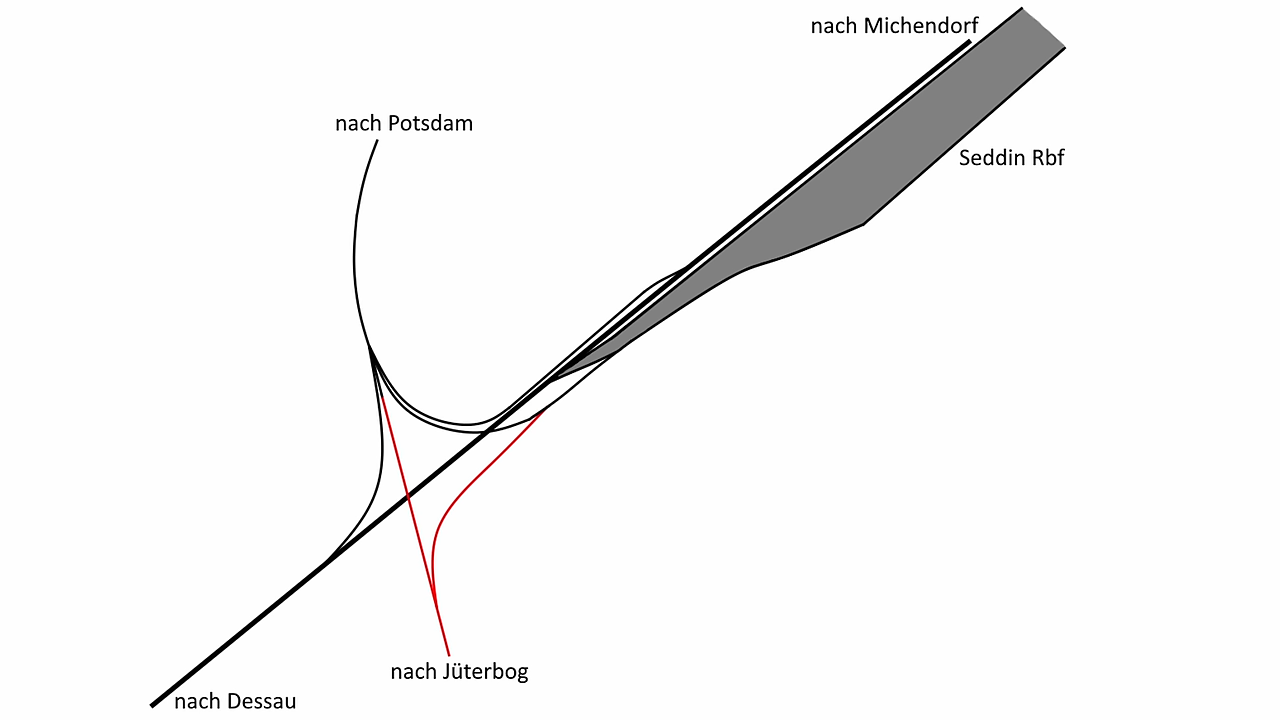 nach Michendorf
nach Potsdam
Seddin Rbf
nach Jüterbog
nach Dessau